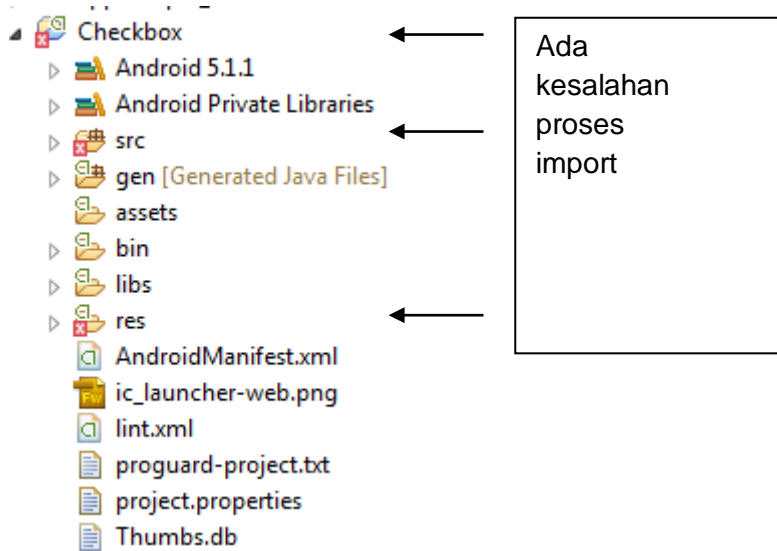 Checkbox
Android 5.1.1
Android Private Libraries
src
gen [Generated Java Files]
assets
bin
libs
res
AndroidManifest.xml
ic_launcher-web.png
lint.xml
proguard-project.txt
project.properties
Thumbs.db
Ada
kesalahan
proses
import